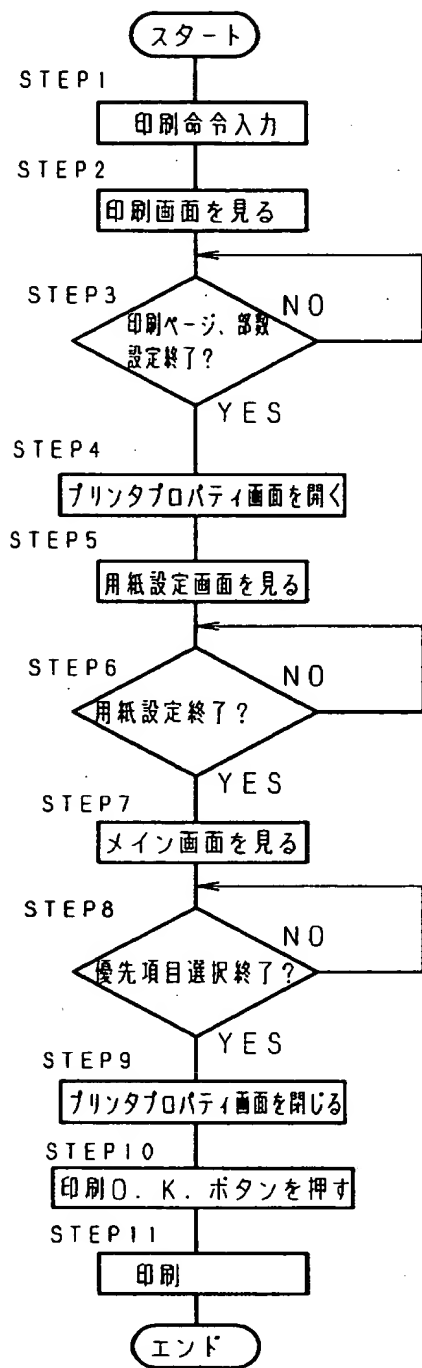 スタート
STEP1
印刷命令入力
STEP2
印刷画面を見る
STEP3
印刷ページ、部数
設定終了?
NO
YES
STEP4
プリンタプロパティ画面を開く
STEP5
用紙設定画面を見る
STEP6
用紙設定終了?
NO
YES
STEP7
メイン画面を見る
STEP8
優先項目選択終了?
NO
YES
STEP9
プリンタプロパティ画面を閉じる
STEP10
印刷O.K.ボタンを押す
STEP11
印刷
エンド